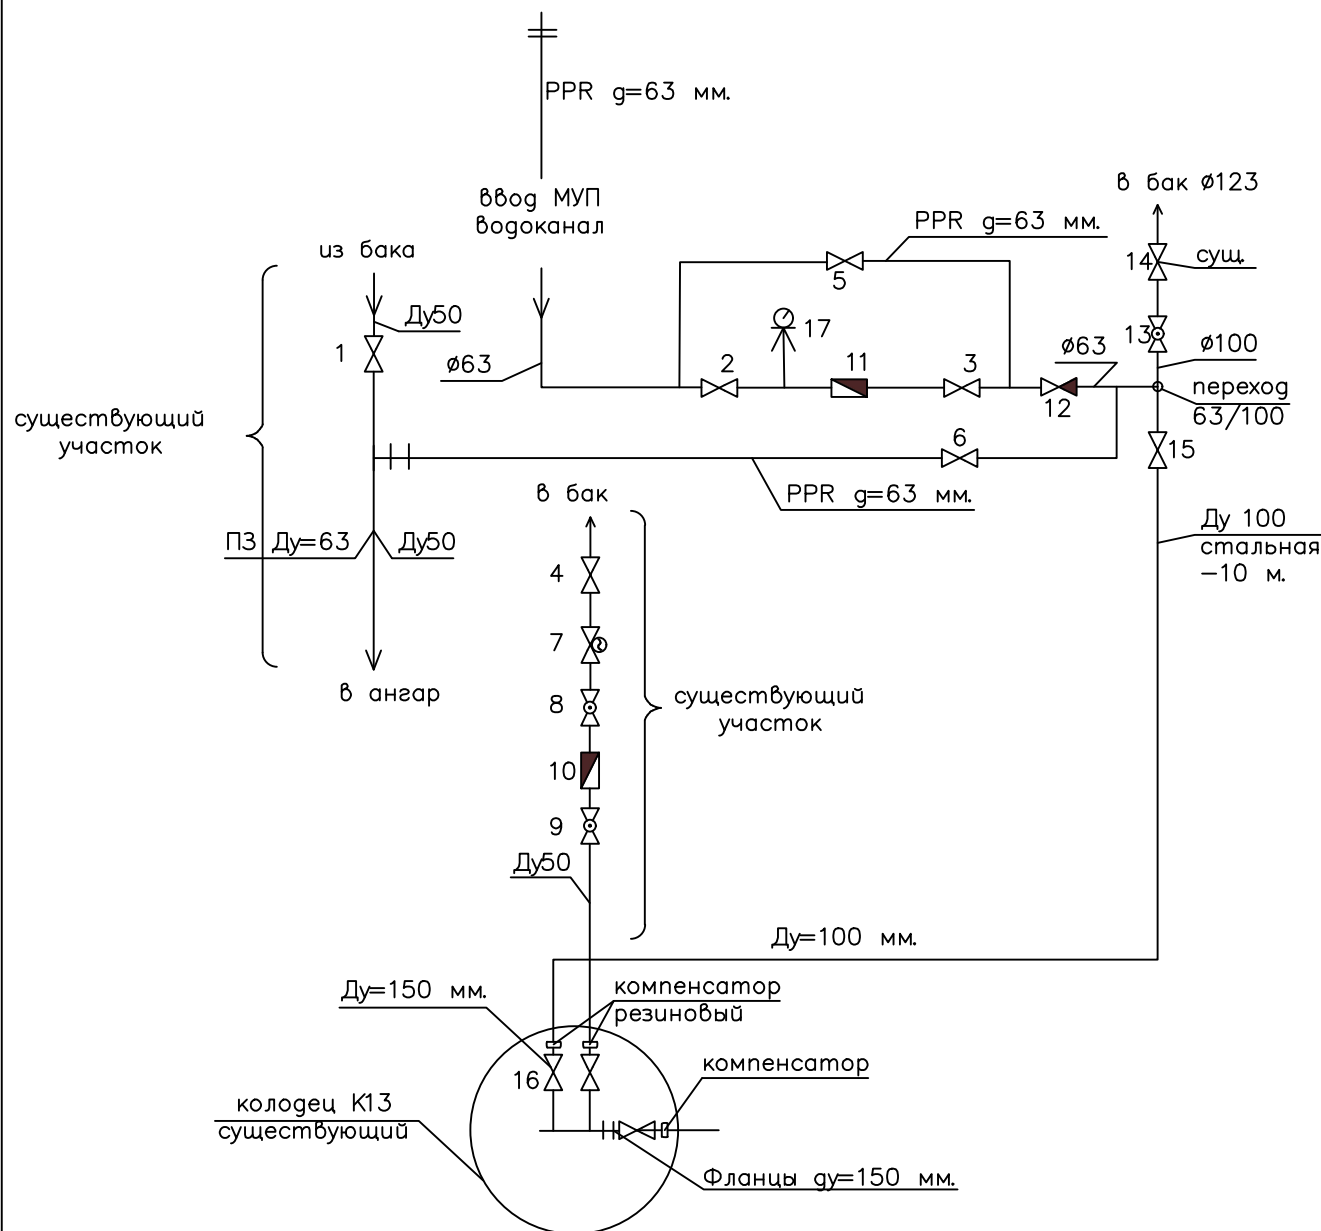 PPR д=63 мм.
ввод МУП
водоканал
в бак ø123
PPR д=63 мм.
из бака
14
сущ.
5
Ду50
17
13
1
ø63
2
11
3
ø63
ø100
12
переход
63/100
существующий
участок
6
15
в бак
PPR д=63 мм.
ПЗ Ду=63
Ду50
Ду 100
стальная
-10 м.
4
7
в ангар
8
существующий
участок
10
9
Ду50
Ду=100 мм.
Ду=150 мм.
компенсатор
резиновый
16
компенсатор
колодец К13
существующий
Фланцы ду=150 мм.